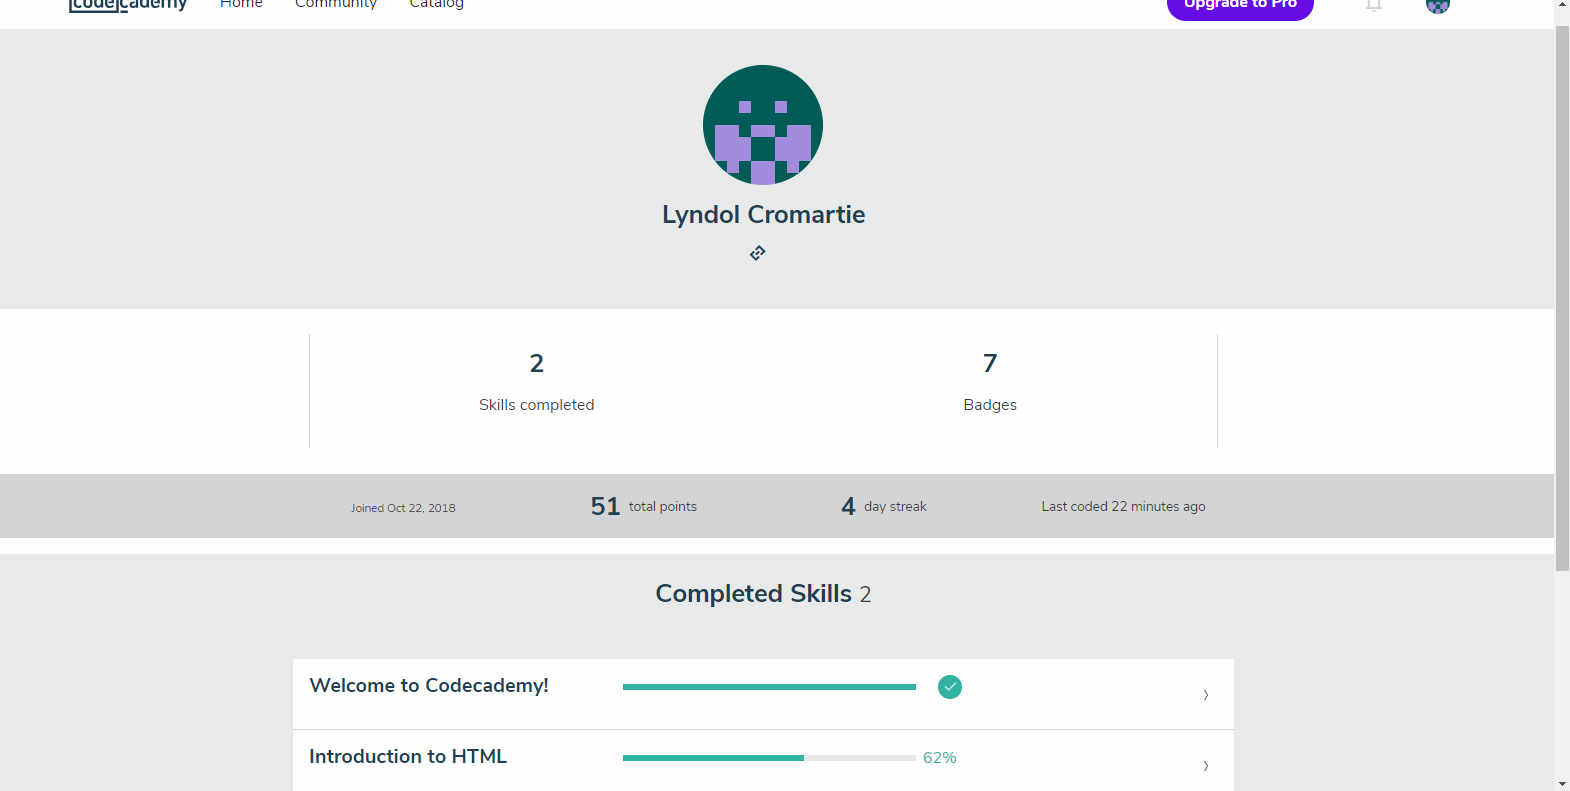 codecademy Home Community Catalog Upgrade to Pro
Lyndol Cromartie
2 7
Skills completed Badges
Joined Oct 22, 2018 51 total points 4 day streak Last coded 22 minutes ago
Completed Skills 2
Welcome to Codecademy!
Introduction to HTML 62%